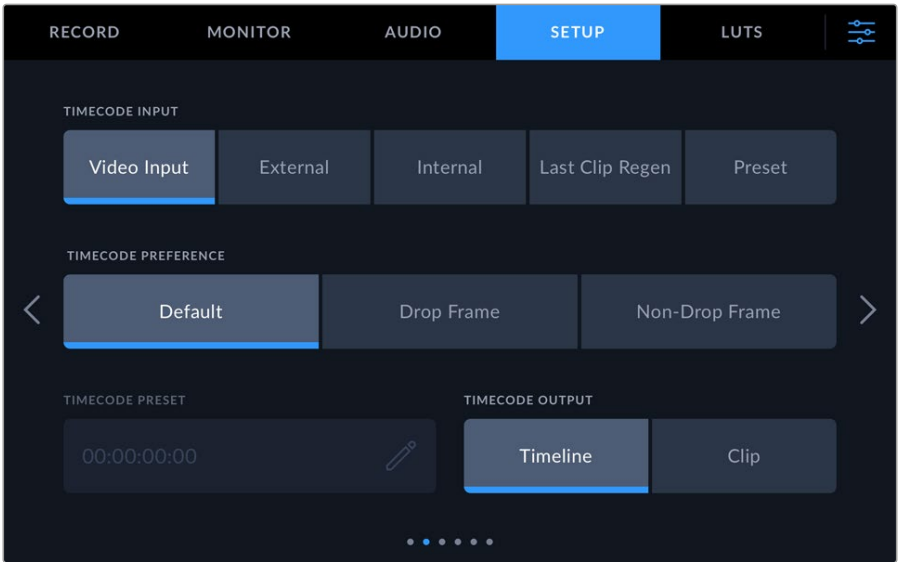 RECORD MONITOR AUDIO SETUP LUTS
TIMECODE INPUT
Video Input External Internal Last Clip Regen Preset
TIMECODE PREFERENCE
Default Drop Frame Non-Drop Frame
TIMECODE PRESET TIMECODE OUTPUT
00:00:00:00 Timeline Clip